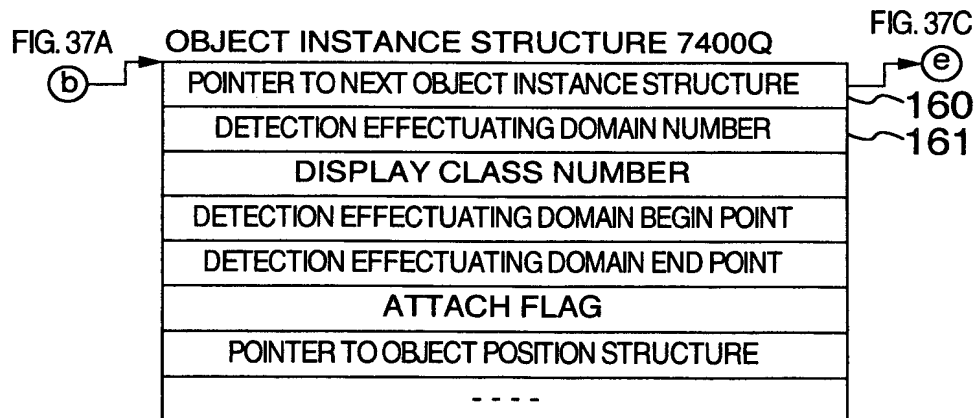 FIG. 37A
OBJECT INSTANCE STRUCTURE 7400Q
FIG. 37C
b
POINTER TO NEXT OBJECT INSTANCE STRUCTURE
e
160
DETECTION EFFECTUATING DOMAIN NUMBER
161
DISPLAY CLASS NUMBER
DETECTION EFFECTUATING DOMAIN BEGIN POINT
DETECTION EFFECTUATING DOMAIN END POINT
ATTACH FLAG
POINTER TO OBJECT POSITION STRUCTURE
- - - -